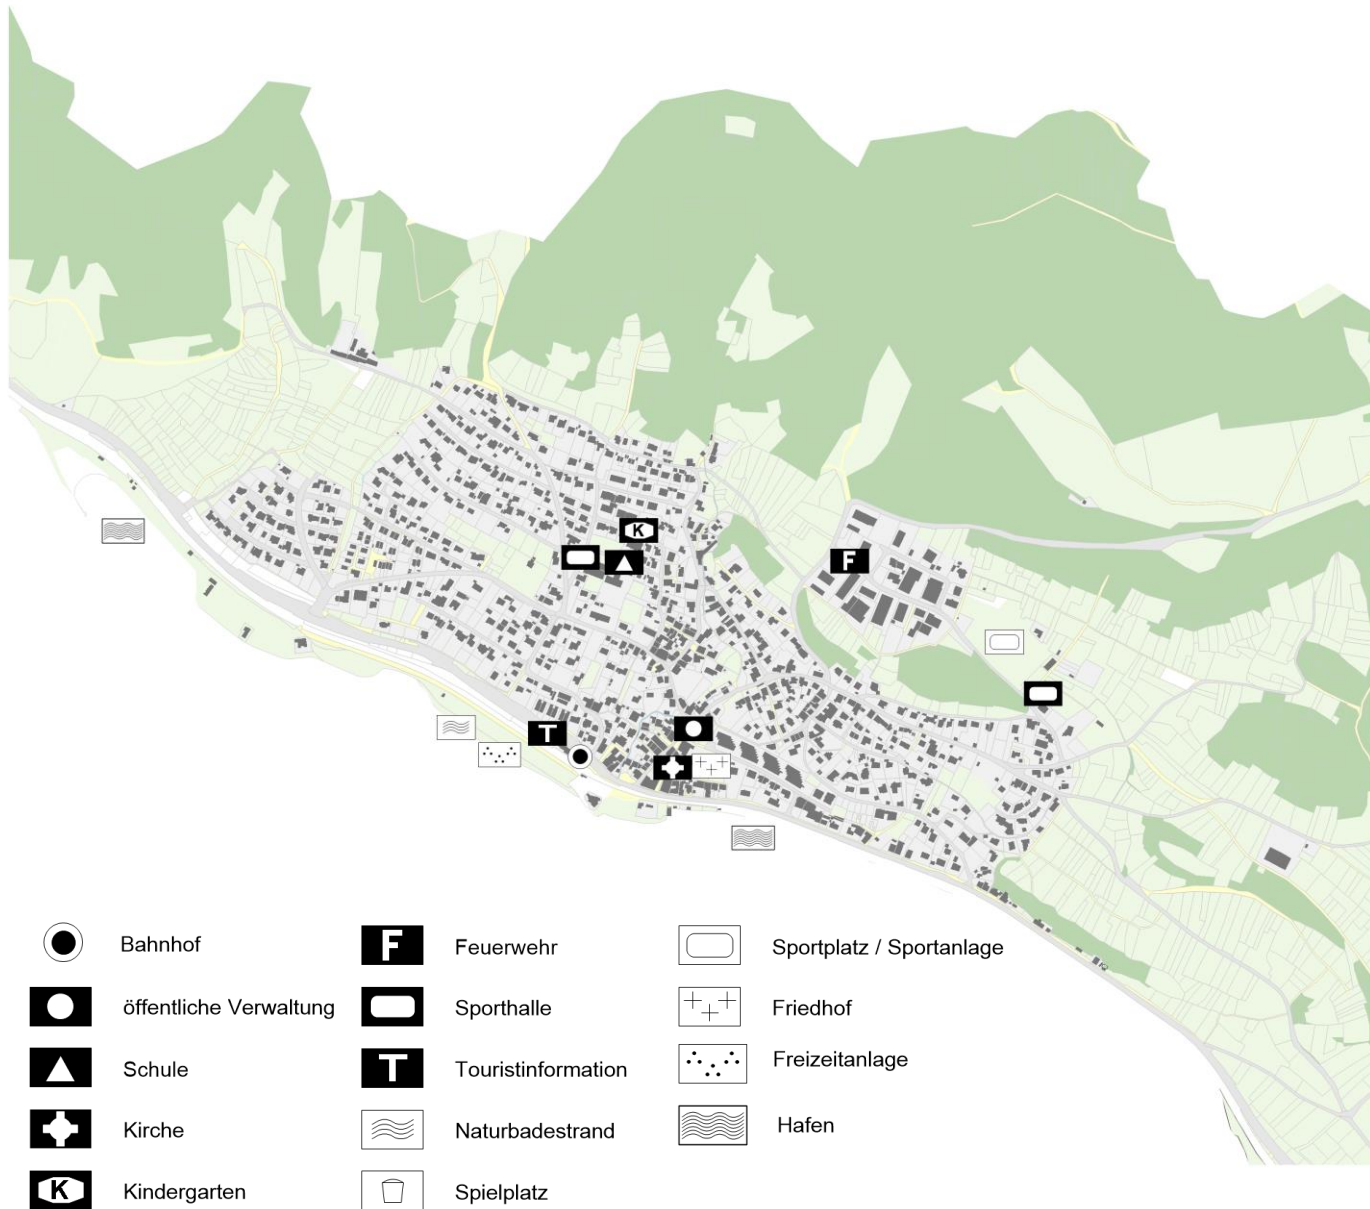 K
F
T
Bahnhof
öffentliche Verwaltung
Schule
Kirche
K Kindergarten
F Feuerwehr
Sporthalle
T Touristinformation
Naturbadestrand
Spielplatz
Sportplatz / Sportanlage
Friedhof
Freizeitanlage
Hafen